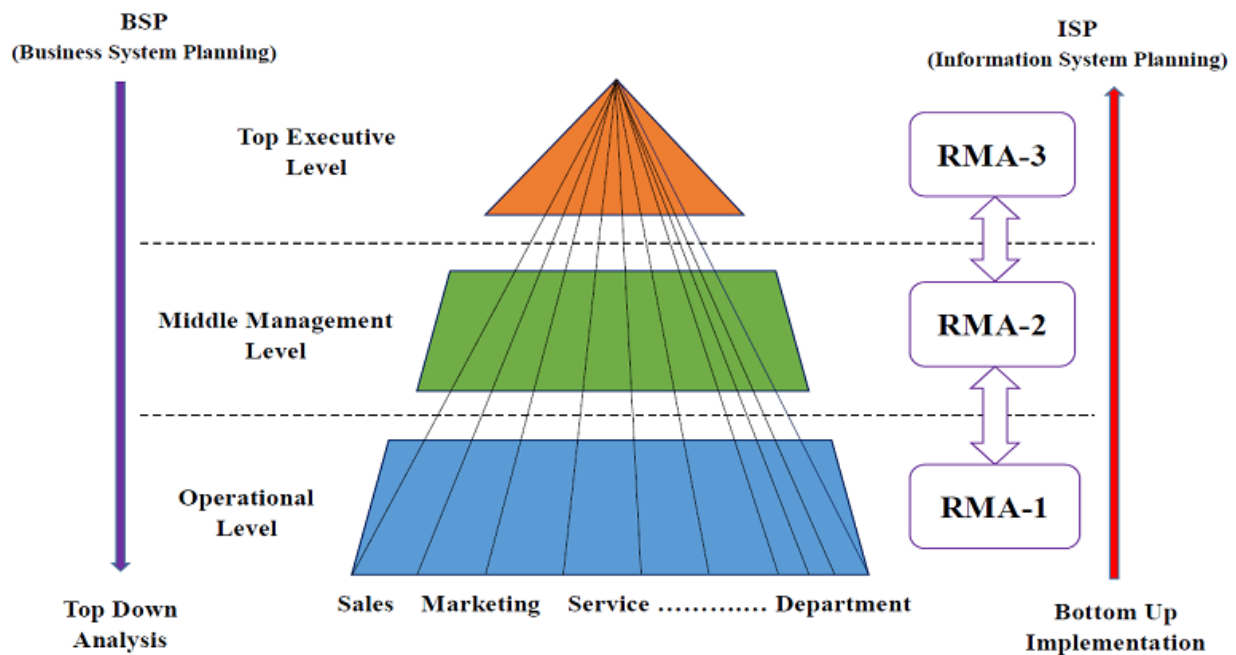 BSP
(Business System Planning)
ISP
(Information System Planning)
Top Executive
Level
RMA-3
Middle Management
Level
RMA-2
Operational
Level
RMA-1
Sales Marketing Service ............. Department
Top Down
Analysis
Bottom Up
Implementation